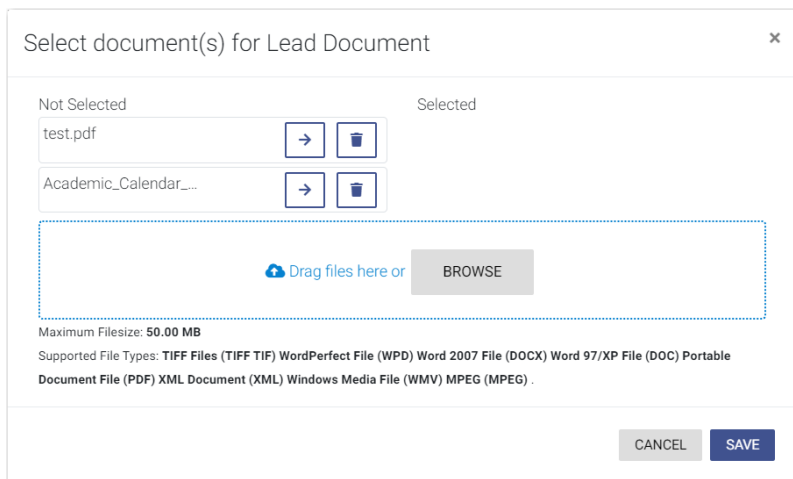 Select document(s) for Lead Document
×
Not Selected
Selected
test.pdf
Academic_Calendar_...
Drag files here or BROWSE
Maximum Filesize: 50.00 MB
Supported File Types: TIFF Files (TIFF TIF) WordPerfect File (WPD) Word 2007 File (DOCX) Word 97/XP File (DOC) Portable
Document File (PDF) XML Document (XML) Windows Media File (WMV) MPEG (MPEG) .
CANCEL SAVE